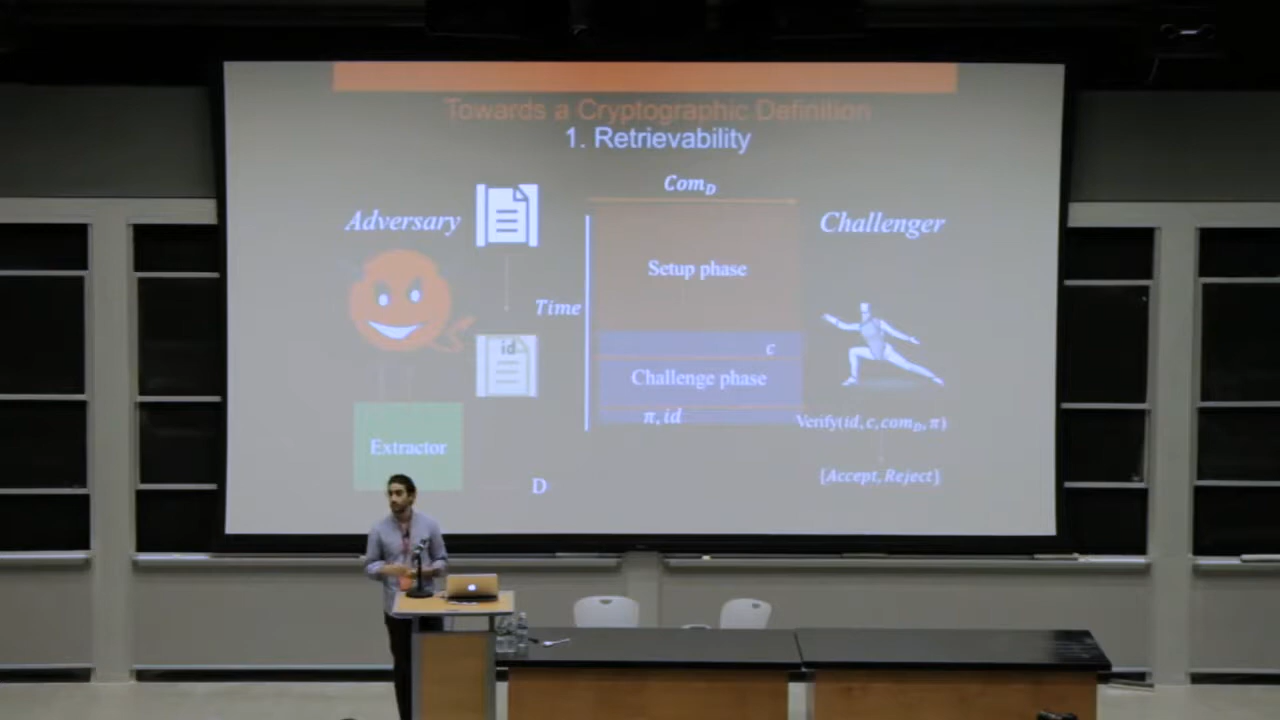 Towards a Cryptographic Definition
1. Retrievability
Com_D
Adversary
Challenger
Setup phase
Time
id
c
Challenge phase
π, id
Verify(id, c, com_D, π)
Extractor
{Accept, Reject}
D